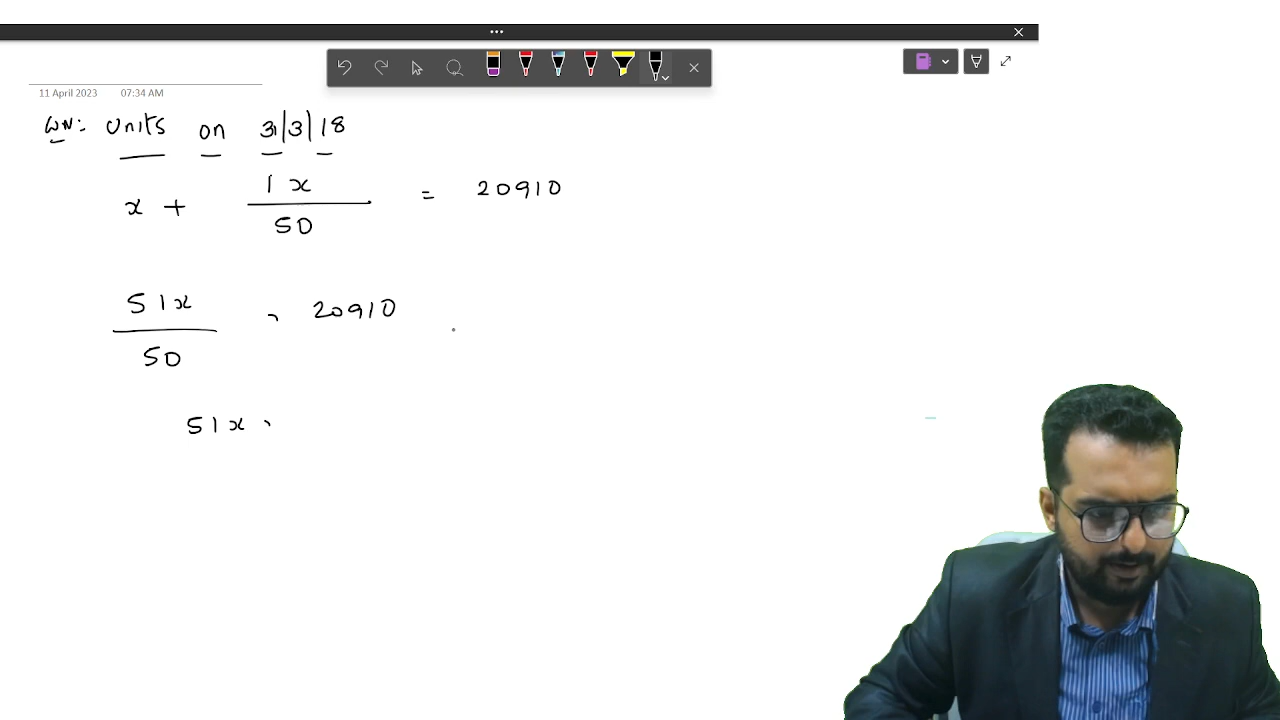 11 April 2023 07:34 AM
WN: Units on 31/3/18
x + 1x/50 = 20910
51x/50 = 20910
51x =